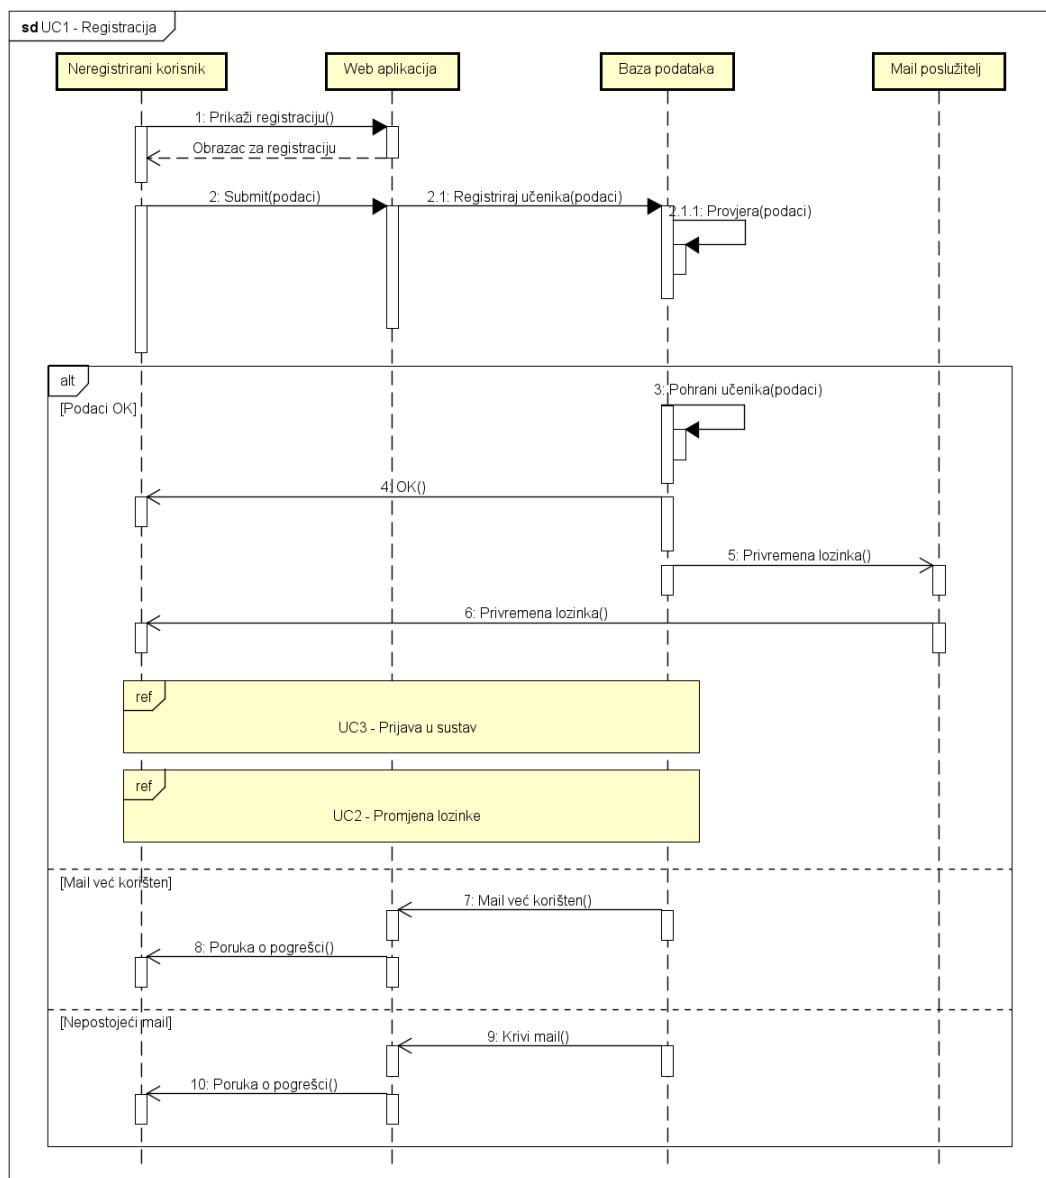 sd UC1 - Registracija
Neregistrirani korisnik
Web aplikacija
Baza podataka
Mail poslužitelj
1: Prikaži registraciju()
Obrazac za registraciju
2: Submit(podaci)
2.1: Registriraj učenika(podaci)
2.1.1: Provjera(podaci)
alt
[Podaci OK]
3: Pohrani učenika(podaci)
4: OK()
5: Privremena lozinka()
6: Privremena lozinka()
ref
UC3 - Prijava u sustav
ref
UC2 - Promjena lozinke
[Mail već korišten]
7: Mail već korišten()
8: Poruka o pogrešci()
[Nepostojeći mail]
9: Krivi mail()
10: Poruka o pogrešci()